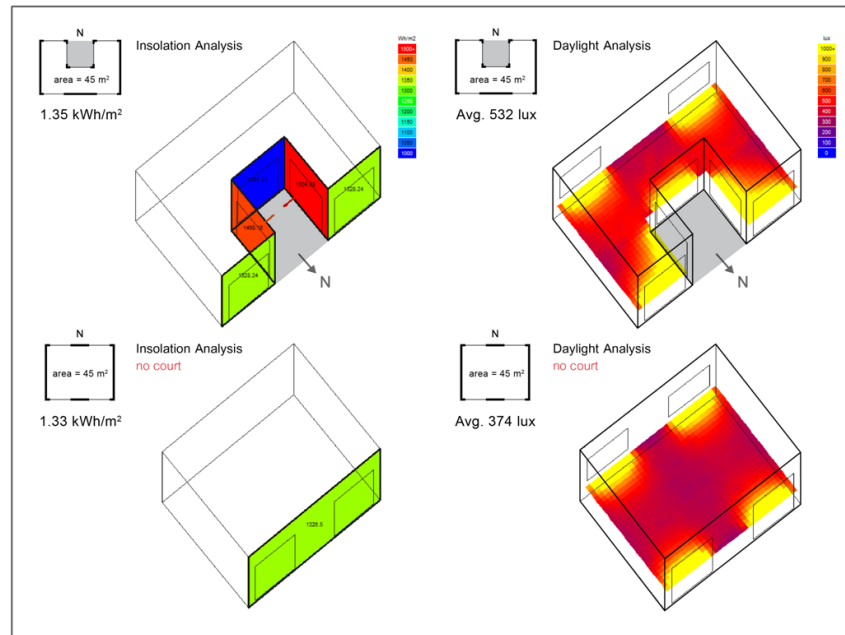 N
Insolation Analysis
area = 45 m²
1.35 kWh/m²
Wh/m2
1500+
1450
1400
1350
1300
1250
1200
1150
1100
1050
1000
1328.24
1328.24
N
N
Daylight Analysis
area = 45 m²
Avg. 532 lux
lux
1000+
900
800
700
600
500
400
300
200
100
0
N
N
Insolation Analysis
no court
area = 45 m²
1.33 kWh/m²
1328.5
N
Daylight Analysis
no court
area = 45 m²
Avg. 374 lux